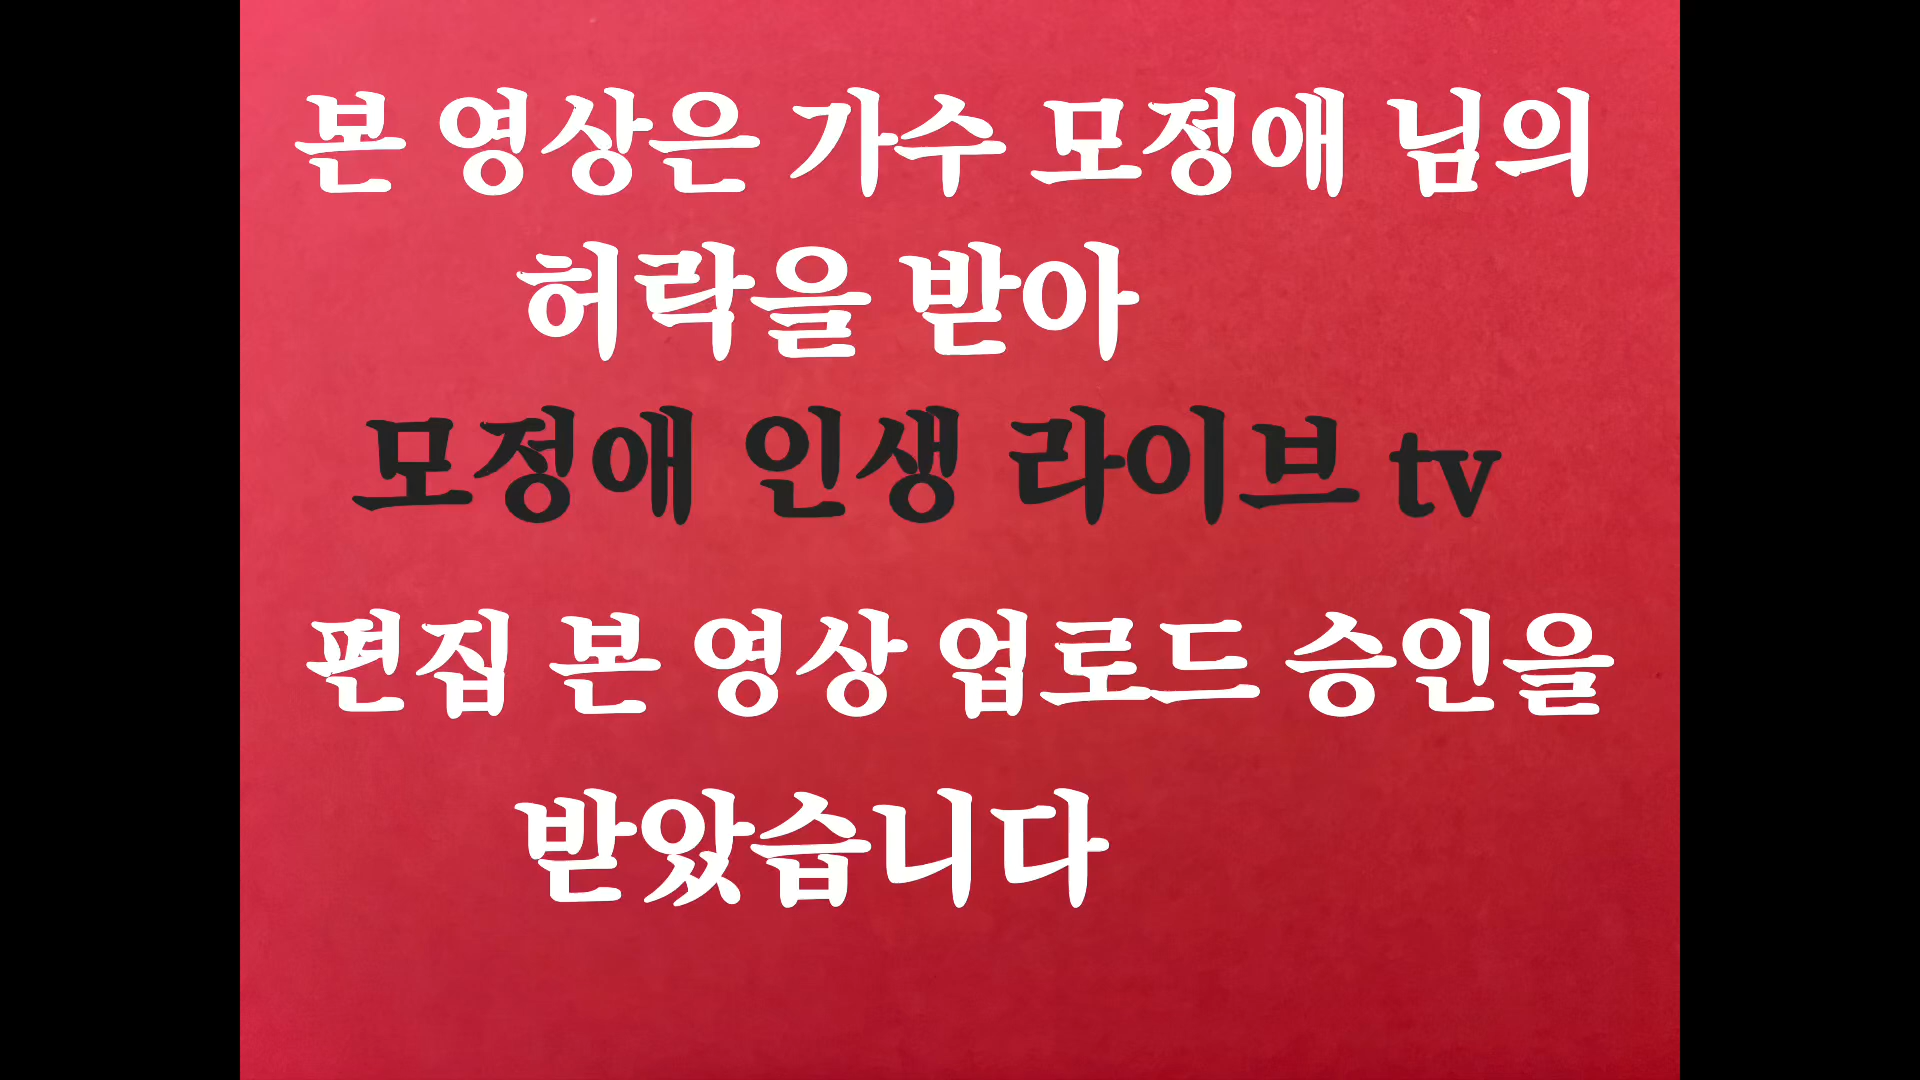 본 영상은 가수 모정애 님의
허락을 받아
모정애 인생 라이브 tv
편집 본 영상 업로드 승인을
받았습니다